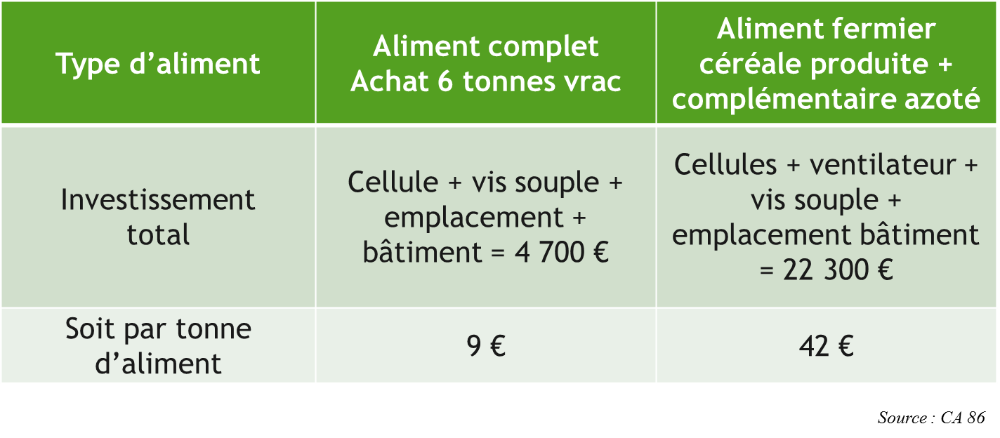 Type d’aliment
Aliment complet
Achat 6 tonnes vrac
Aliment fermier
céréale produite +
complémentaire azoté
Investissement
total
Cellule + vis souple +
emplacement +
bâtiment = 4 700 €
Cellules + ventilateur +
vis souple +
emplacement bâtiment
= 22 300 €
Soit par tonne
d’aliment
9 €
42 €
Source : CA 86